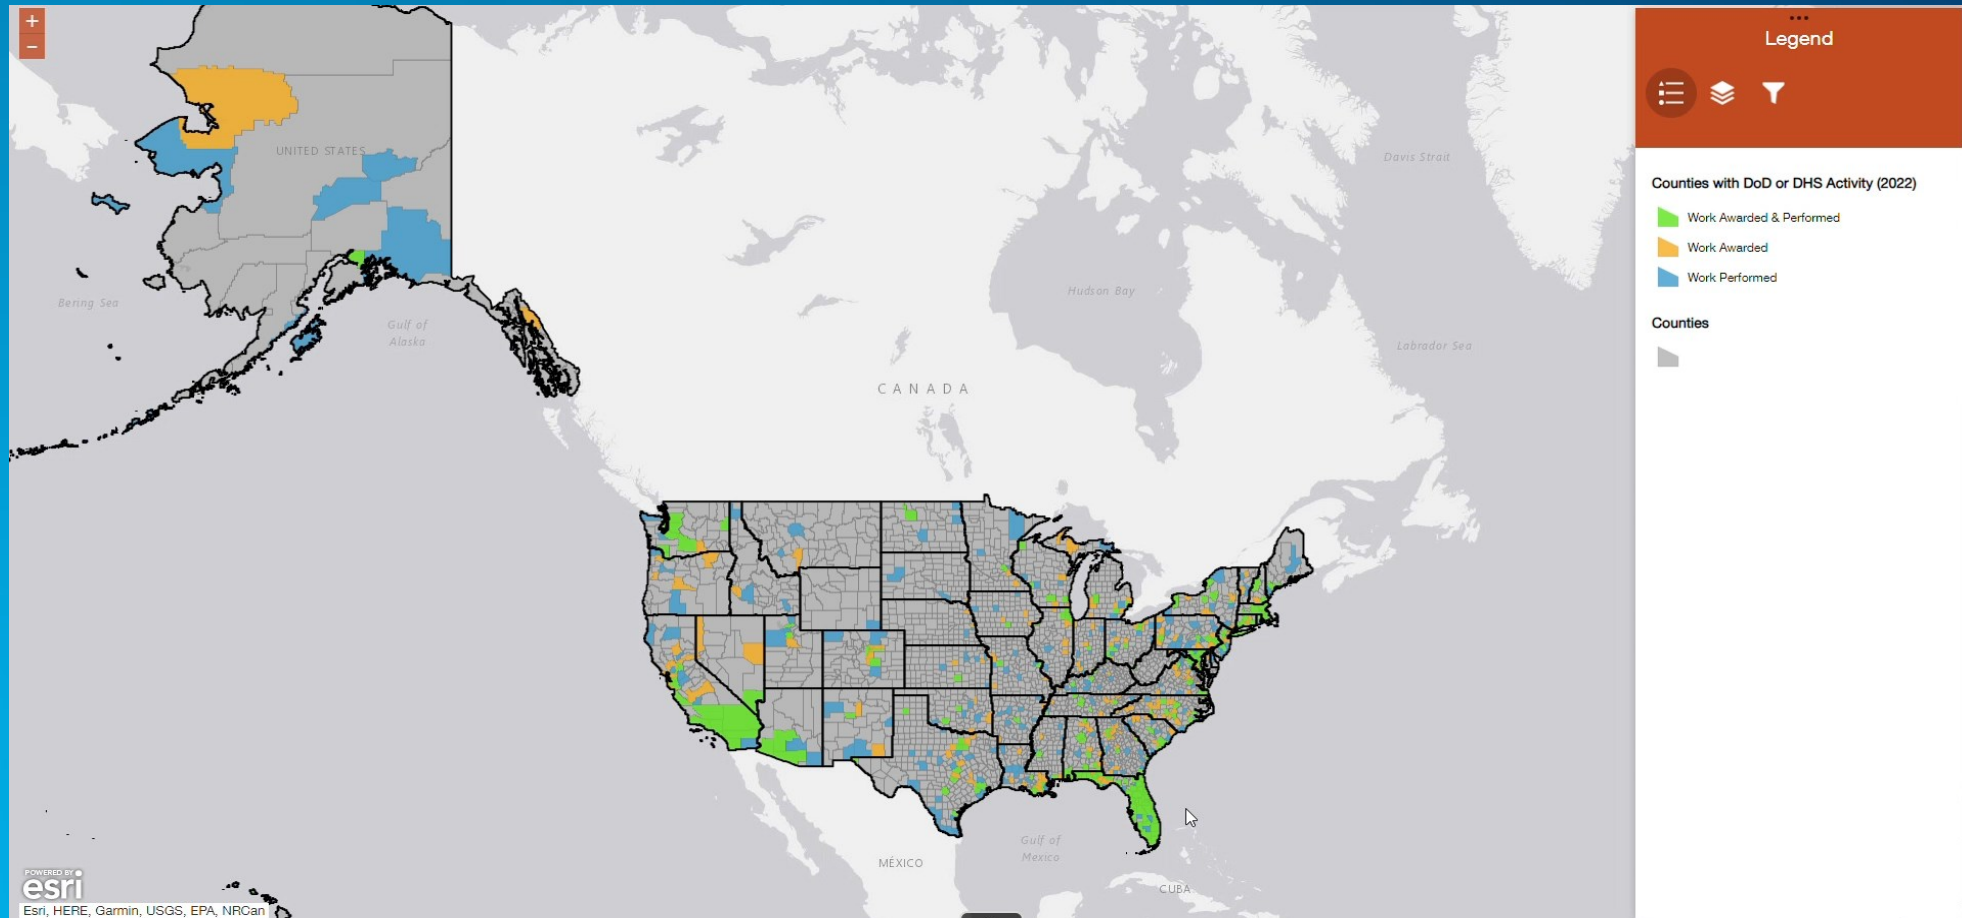 +
−
Legend
Counties with DoD or DHS Activity (2022)
Work Awarded & Performed
Work Awarded
Work Performed
Counties
UNITED STATES
Bering Sea
Gulf of
Alaska
CANADA
Hudson Bay
Davis Strait
Labrador Sea
Gulf of
Mexico
MÉXICO
CUBA
POWERED BY
esri
Esri, HERE, Garmin, USGS, EPA, NRCan